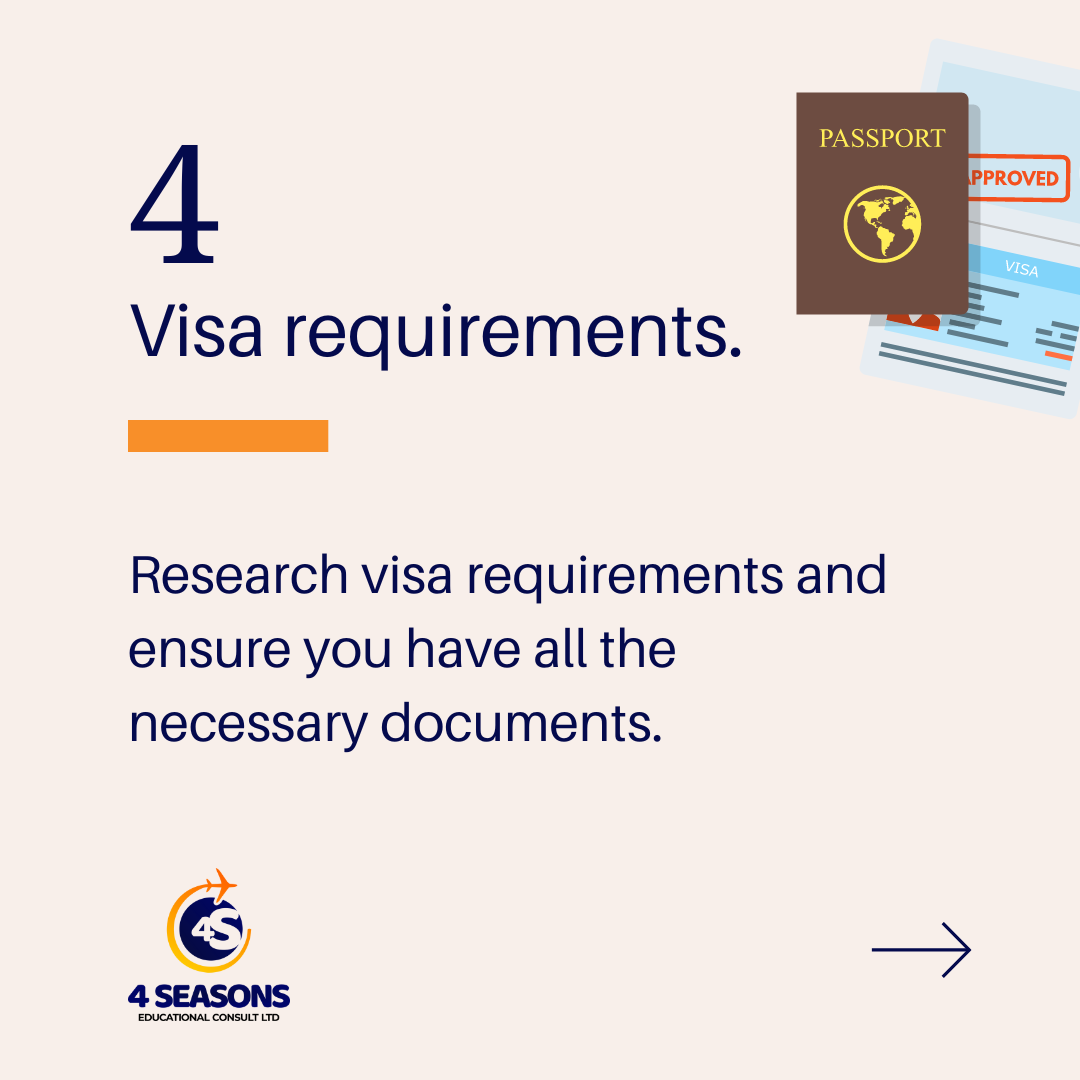 4
PASSPORT
APPROVED
VISA
Visa requirements.
Research visa requirements and
ensure you have all the
necessary documents.
4S
4 SEASONS
EDUCATIONAL CONSULT LTD